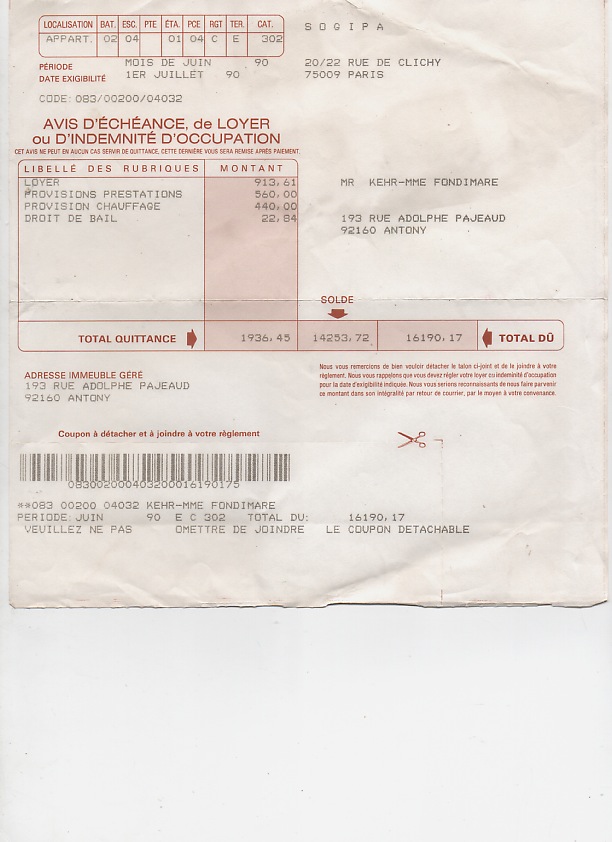 LOCALISATION BAT. ESC. PTE ÉTA. PCE RGT TER. CAT.
APPART. 02 04 01 04 C E 302
SOGIPA
PÉRIODE MOIS DE JUIN 90
20/22 RUE DE CLICHY
DATE EXIGIBILITÉ 1ER JUILLET 90
75009 PARIS
CODE: 083/00200/04032
AVIS D'ÉCHÉANCE, de LOYER
ou D'INDEMNITÉ D'OCCUPATION
CET AVIS NE PEUT EN AUCUN CAS SERVIR DE QUITTANCE, CETTE DERNIÈRE VOUS SERA REMISE APRÈS PAIEMENT.
LIBELLÉ DES RUBRIQUES MONTANT
LOYER 913,61
MR KEHR-MME FONDIMARE
PROVISIONS PRESTATIONS 560,00
PROVISION CHAUFFAGE 440,00
DROIT DE BAIL 22,84
193 RUE ADOLPHE PAJEAUD
92160 ANTONY
SOLDE
TOTAL QUITTANCE 1936,45 14253,72 16190,17 TOTAL DÛ
ADRESSE IMMEUBLE GÉRÉ
193 RUE ADOLPHE PAJEAUD
92160 ANTONY
Nous vous remercions de bien vouloir détacher le talon ci-joint et de le joindre à votre
règlement. Nous vous rappelons que vous devez régler votre loyer ou indeminité d'occupation
pour la date d'exigibilité indiquée. Nous vous serions reconnaissants de nous faire parvenir
ce montant dans son intégralité par retour de courrier, par le moyen à votre convenance.
Coupon à détacher et à joindre à votre règlement
083002000403200016190175
**083 00200 04032 KEHR-MME FONDIMARE
PERIODE: JUIN 90 E C 302 TOTAL DU: 16190,17
VEUILLEZ NE PAS OMETTRE DE JOINDRE LE COUPON DETACHABLE